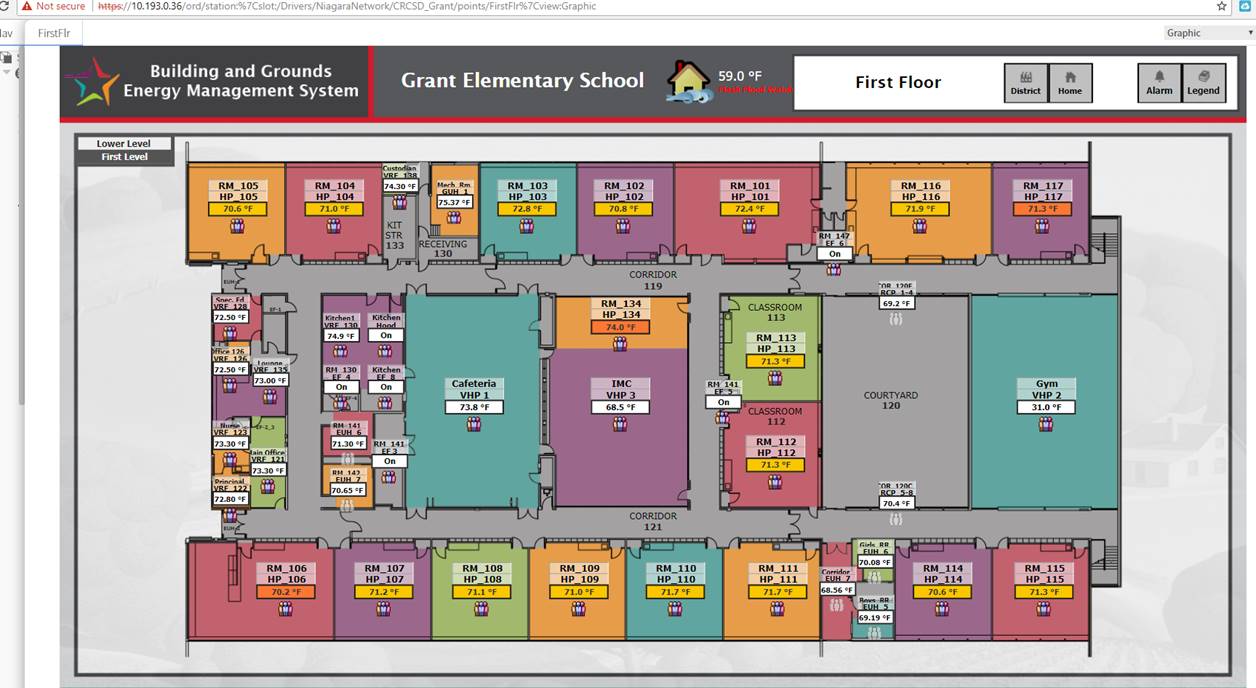 Not secure https://10.193.0.36/ord/station:%7Cslot:/Drivers/NiagaraNetwork/CRCSD_Grant/points/FirstFlr%7Cview:Graphic
FirstFlr
Graphic
Building and Grounds
Energy Management System
Grant Elementary School
59.0 °F
First Floor
District
Home
Alarm
Legend
Lower Level
First Level
RM_105
HP_105
70.6 °F
RM_104
HP_104
71.0 °F
Custodian
VRF_138
74.30 °F
KIT
STR
133
Mech_Rm
GUH_1
75.37 °F
RECEIVING
130
RM_103
HP_103
72.8 °F
RM_102
HP_102
70.8 °F
RM_101
HP_101
72.4 °F
RM_147
EF_6
On
RM_116
HP_116
71.9 °F
RM_117
HP_117
71.3 °F
CORRIDOR
119
Spec. Ed
VRF_128
72.50 °F
EF-1
Office 126
VRF_126
72.50 °F
Lounge
VRF_135
73.00 °F
Nurse
VRF_123
73.30 °F
EF-2_3
Main Office
VRF_121
73.30 °F
Principal
VRF_122
72.80 °F
Kitchen1
VRF_130
74.9 °F
Kitchen
Hood
On
RM_130
EF_4
On
Kitchen
EF_8
On
RM_141
EUH_6
71.30 °F
RM_141
EF3
On
RM_142
EUH_7
70.65 °F
Cafeteria
VHP 1
73.8 °F
RM_134
HP_134
74.0 °F
IMC
VHP 3
68.5 °F
RM_141
EF_5
On
CLASSROOM
113
RM_113
HP_113
71.3 °F
CLASSROOM
112
RM_112
HP_112
71.3 °F
RCP_1-4
69.2 °F
COURTYARD
120
RCP_5-8
70.4 °F
Gym
VHP 2
31.0 °F
CORRIDOR
121
RM_106
HP_106
70.2 °F
RM_107
HP_107
71.2 °F
RM_108
HP_108
71.1 °F
RM_109
HP_109
71.0 °F
RM_110
HP_110
71.7 °F
RM_111
HP_111
71.7 °F
Corridor
EUH_7
68.56 °F
Girls_RR
EUH_6
70.08 °F
Boys_RR
EUH_5
69.19 °F
RM_114
HP_114
70.6 °F
RM_115
HP_115
71.3 °F